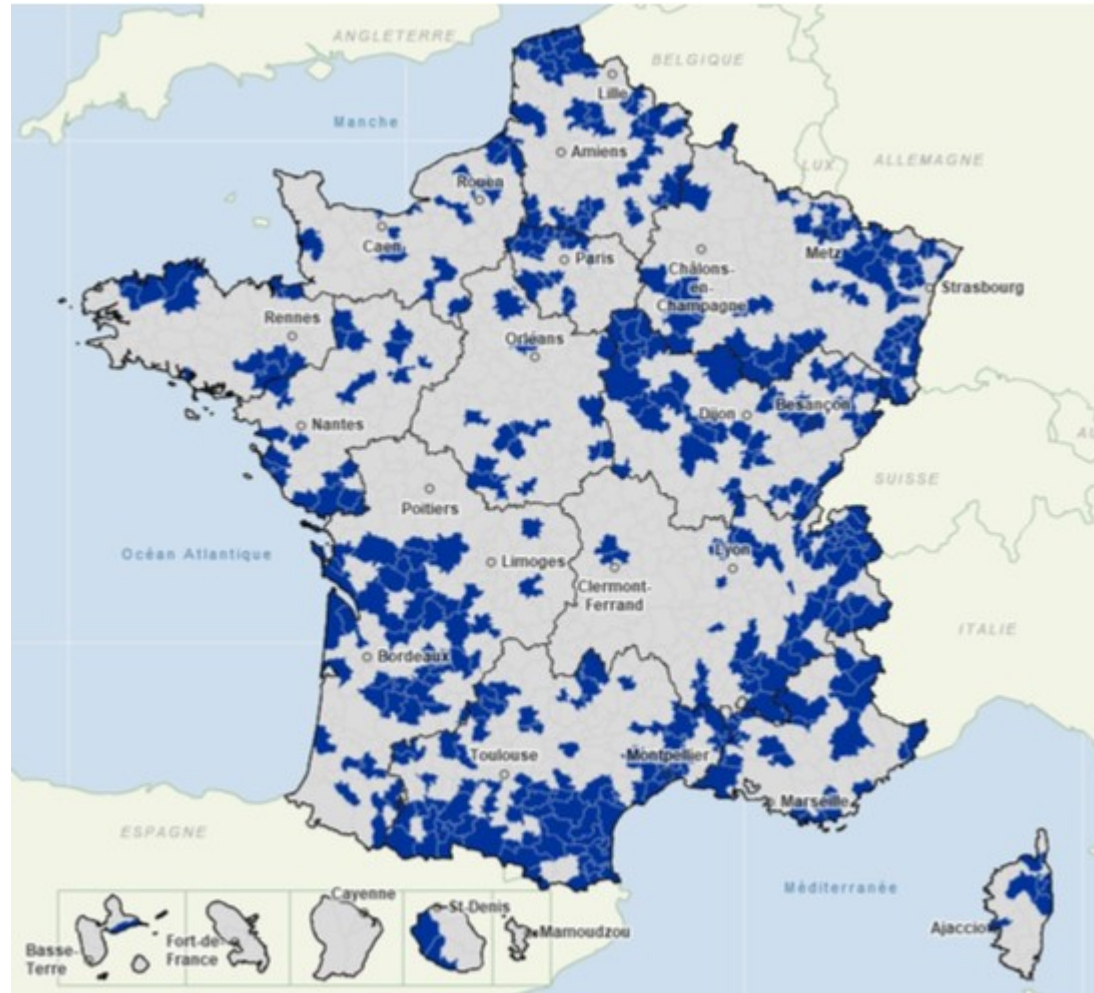 ANGLETERRE
BELGIQUE
Lille
Manche
Amiens
LUX
ALLEMAGNE
Rouen
Caen
Paris
Metz
Châlons-
en-
Champagne
Strasbourg
Rennes
Orléans
Nantes
Dijon
Besançon
AU
SUISSE
Poitiers
Océan Atlantique
Limoges
Lyon
Clermont-
Ferrand
ITALIE
Bordeaux
Toulouse
Montpellier
Marseille
ESPAGNE
Méditerranée
Ajaccio
Cayenne
St-Denis
Mamoudzou
Basse-
Terre
Fort-de-
France